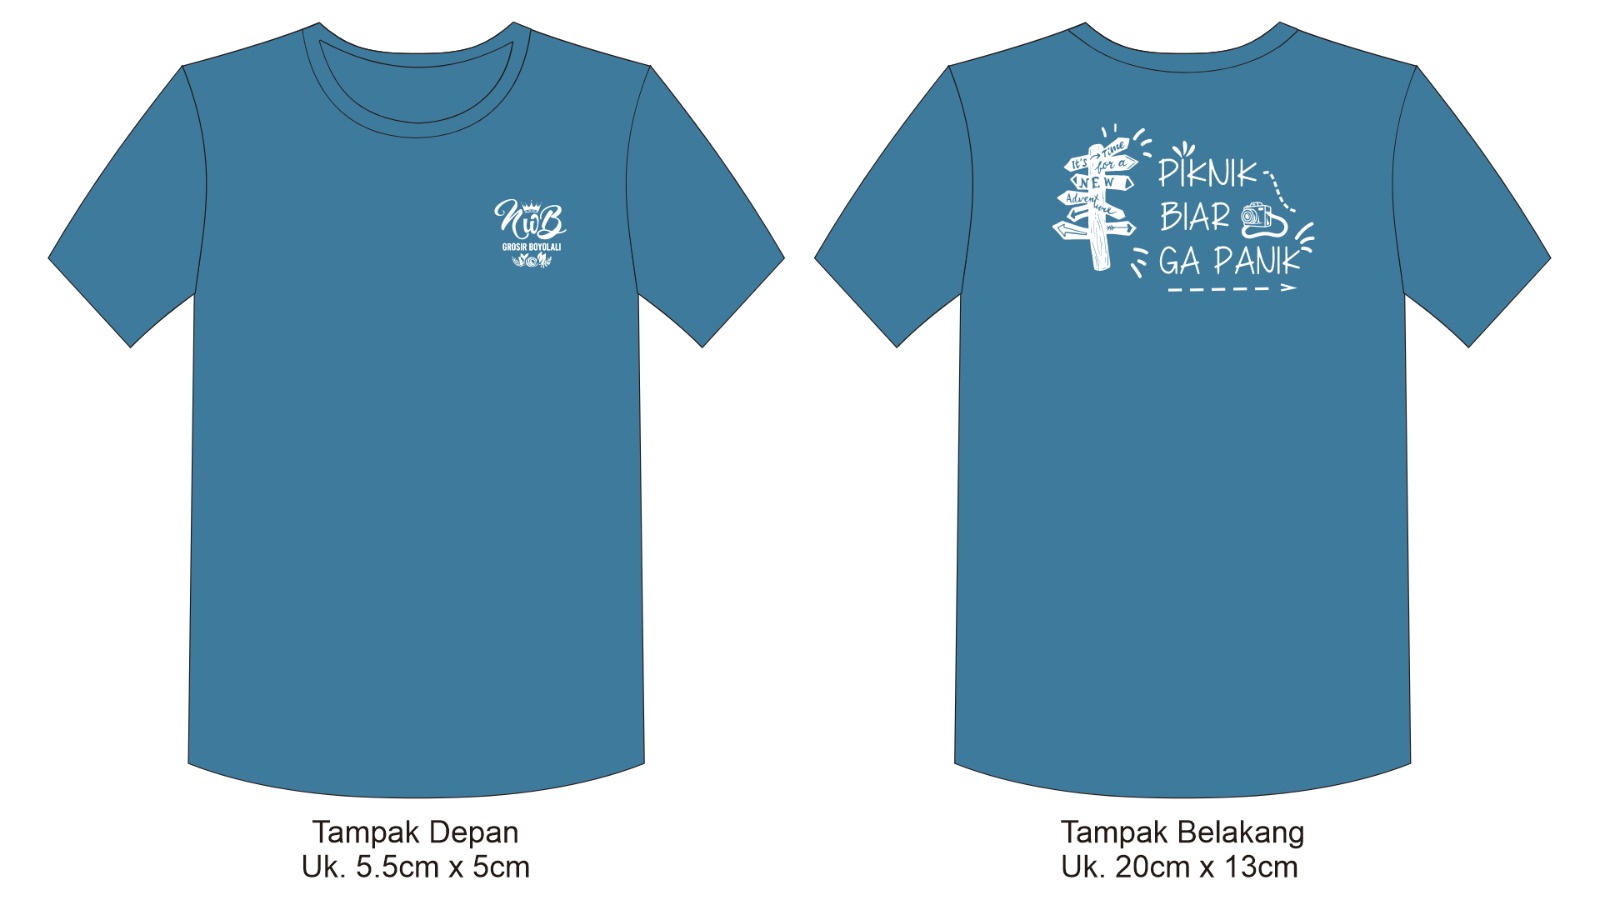 NWB
GROSIR BOYOLALI
It's Time
for a
NEW
Adventure
PIKNIK
BIAR
GA PANIK
Tampak Depan
Uk. 5.5cm x 5cm
Tampak Belakang
Uk. 20cm x 13cm